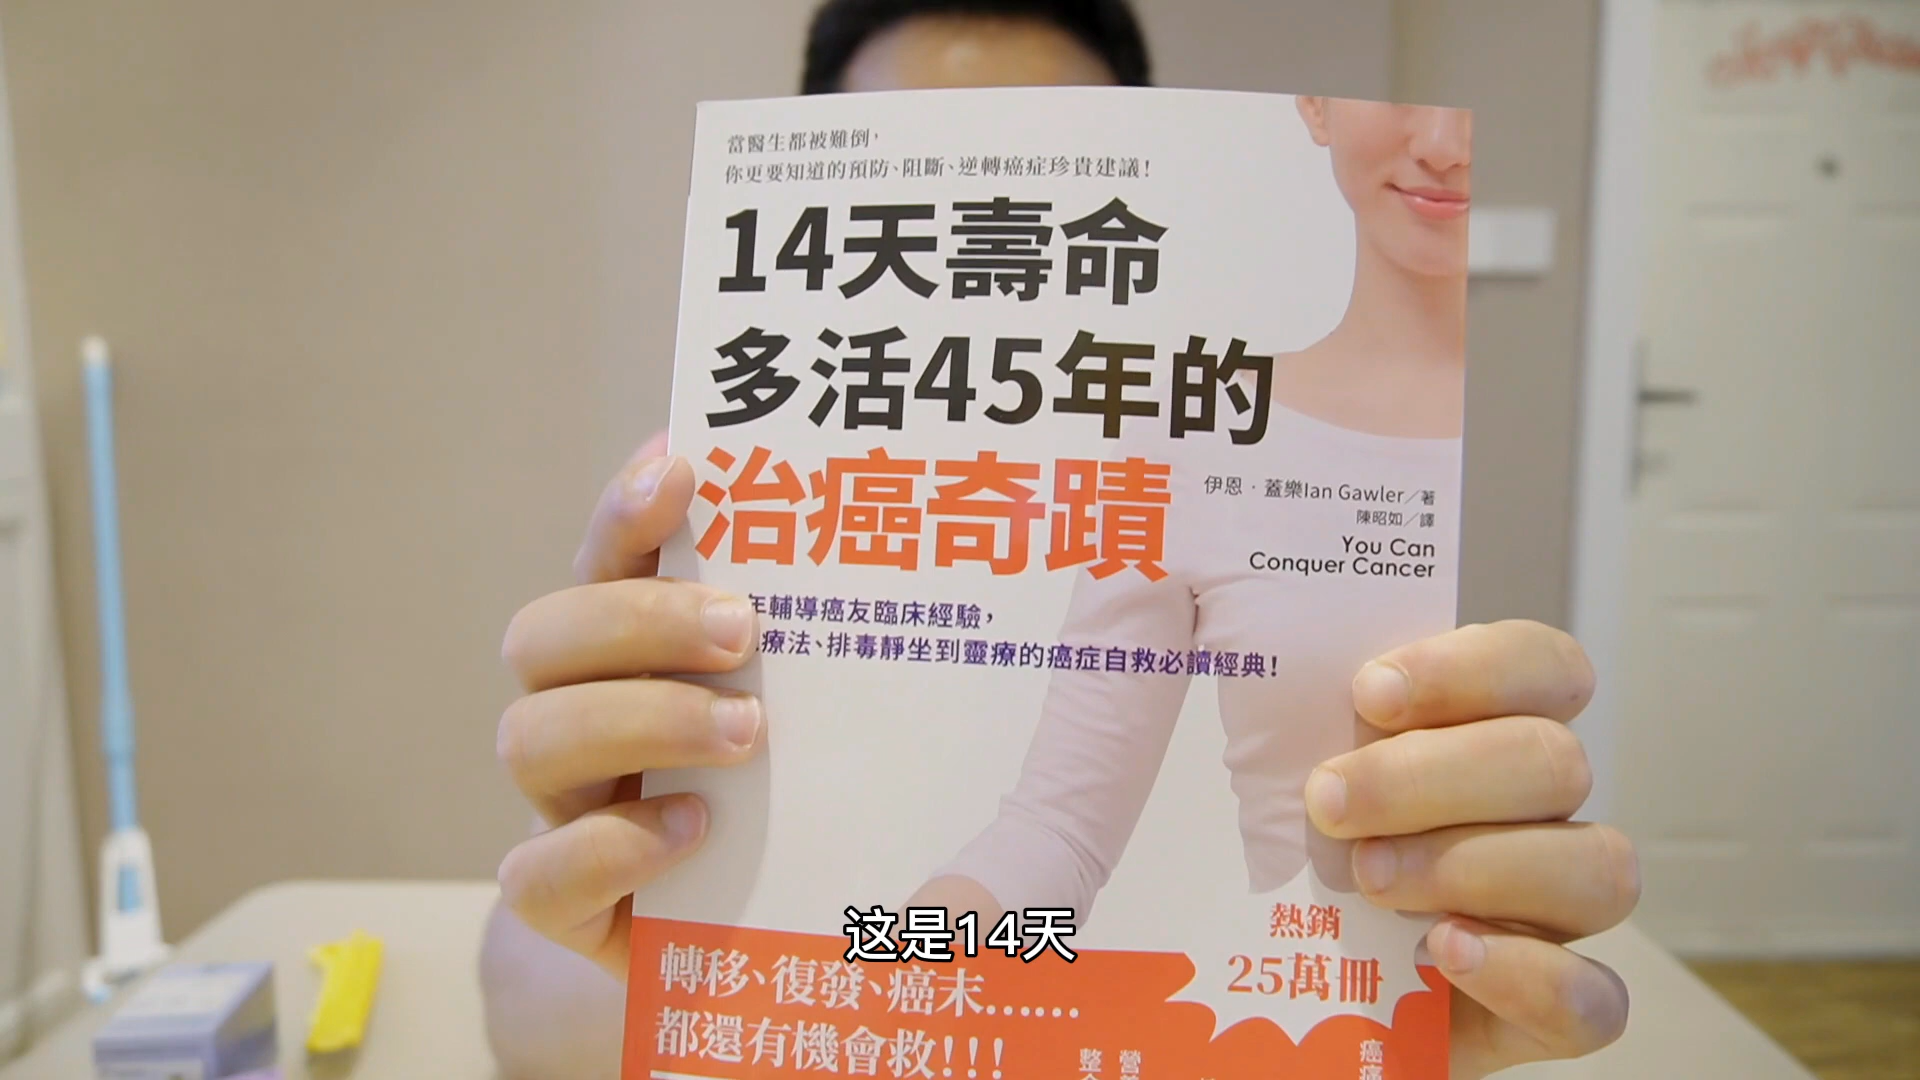 當醫生都被難倒，
你更要知道的預防、阻斷、逆轉癌症珍貴建議！
14天壽命
多活45年的
治癌奇蹟
伊恩．蓋樂Ian Gawler／著
陳昭如／譯
You Can
Conquer Cancer
年輔導癌友臨床經驗，
療法、排毒靜坐到靈療的癌症自救必讀經典！
这是14天
熱銷
25萬冊
轉移、復發、癌末……
都還有機會救！！！